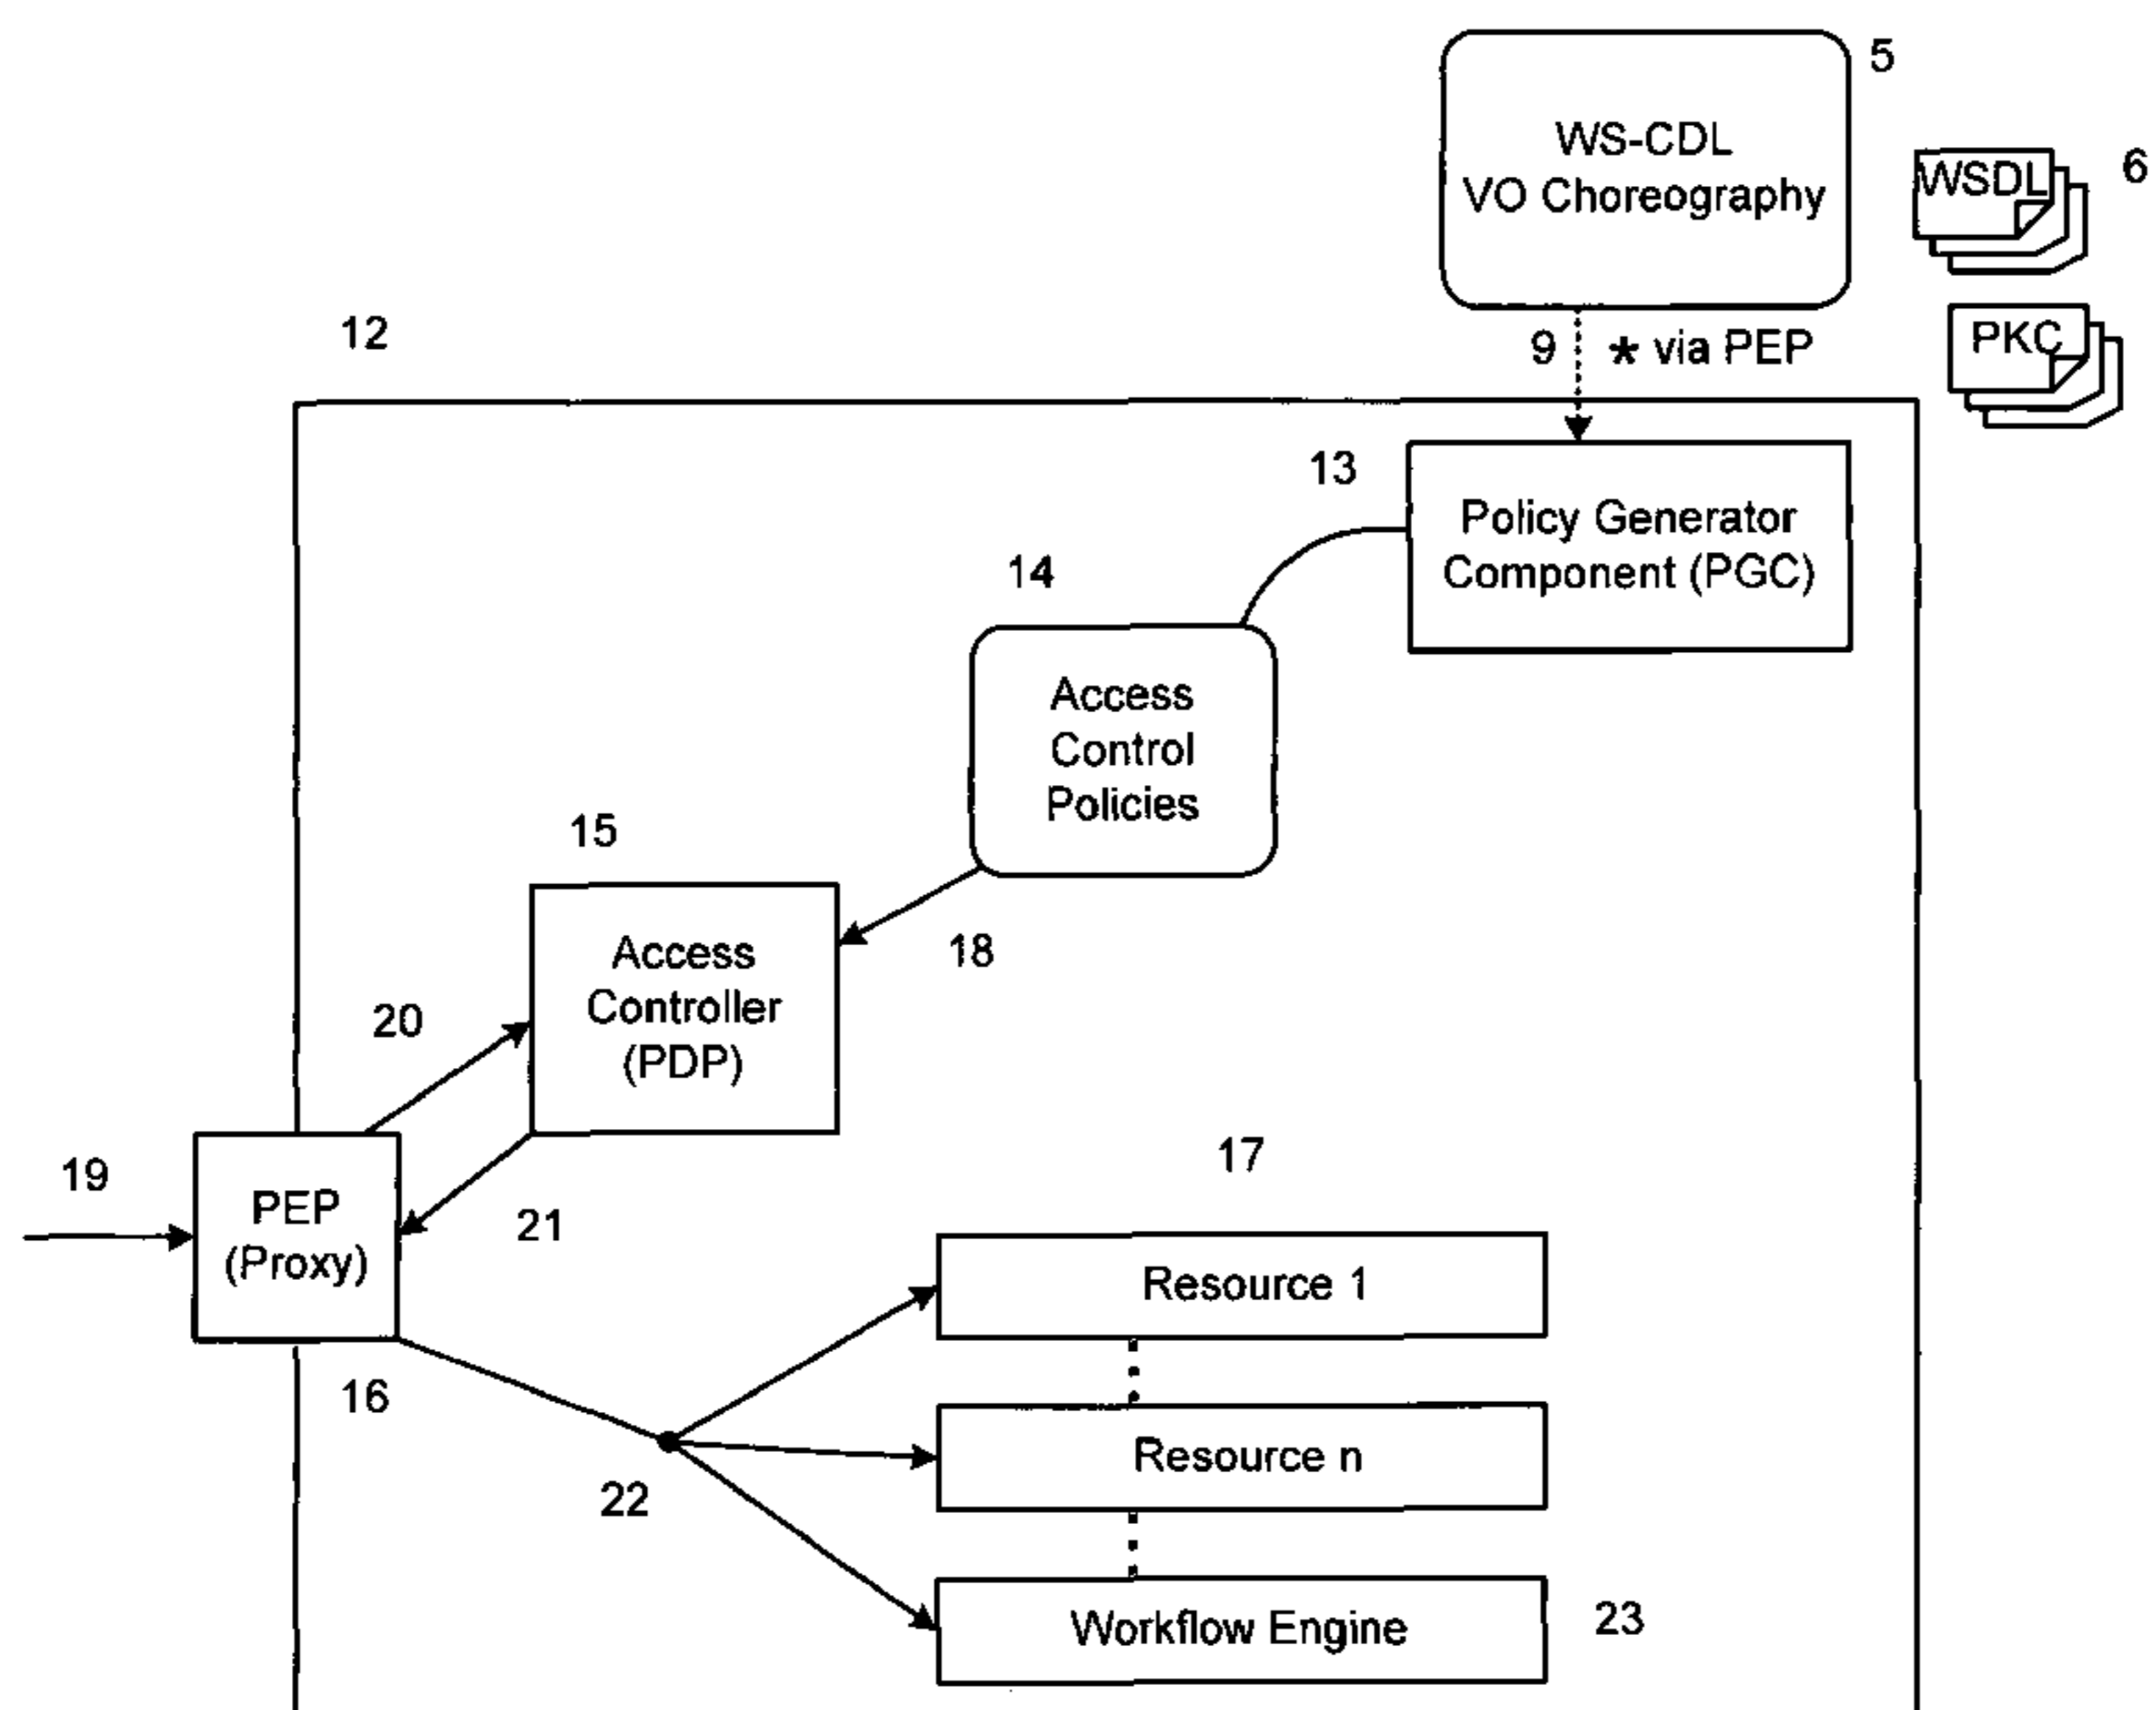 5
WS-CDL
VO Choreography
WSDL
6
PKC
9
* via PEP
12
13
Policy Generator
Component (PGC)
14
Access
Control
Policies
15
18
Access
Controller
(PDP)
20
19
PEP
(Proxy)
21
16
17
Resource 1
22
Resource n
Workflow Engine
23